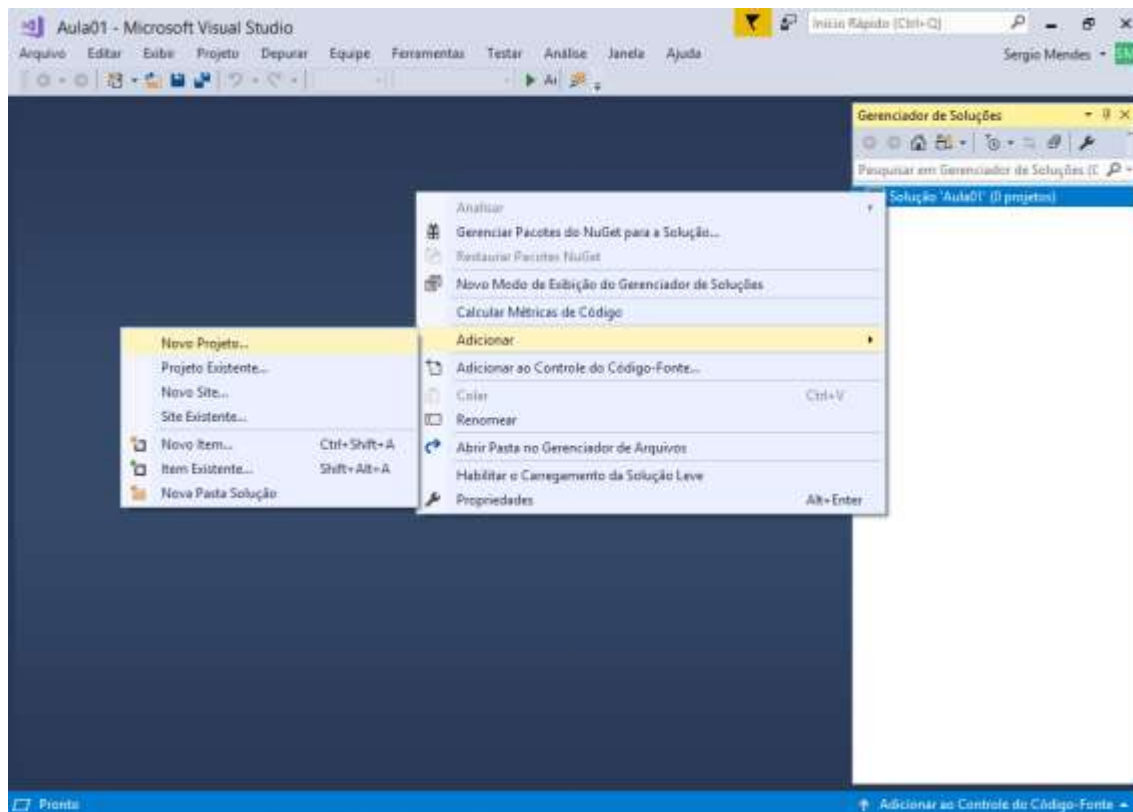 Aula01 - Microsoft Visual Studio
Início Rápido (Ctrl+Q)
Arquivo Editar Exibir Projeto Depurar Equipe Ferramentas Testar Análise Janela Ajuda
Sergio Mendes
Gerenciador de Soluções
Pesquisar em Gerenciador de Soluções (C
Solução 'Aula01' (0 projetos)
Analisar
Gerenciar Pacotes do NuGet para a Solução...
Restaurar Pacotes NuGet
Novo Modo de Exibição do Gerenciador de Soluções
Calcular Métricas de Código
Adicionar
Adicionar ao Controle do Código-Fonte...
Colar Ctrl+V
Renomear
Abrir Pasta no Gerenciador de Arquivos
Habilitar o Carregamento da Solução Leve
Propriedades Alt+Enter
Novo Projeto...
Projeto Existente...
Novo Site...
Site Existente...
Novo Item... Ctrl+Shift+A
Item Existente... Shift+Alt+A
Nova Pasta Solução
Pronto
Adicionar ao Controle do Código-Fonte